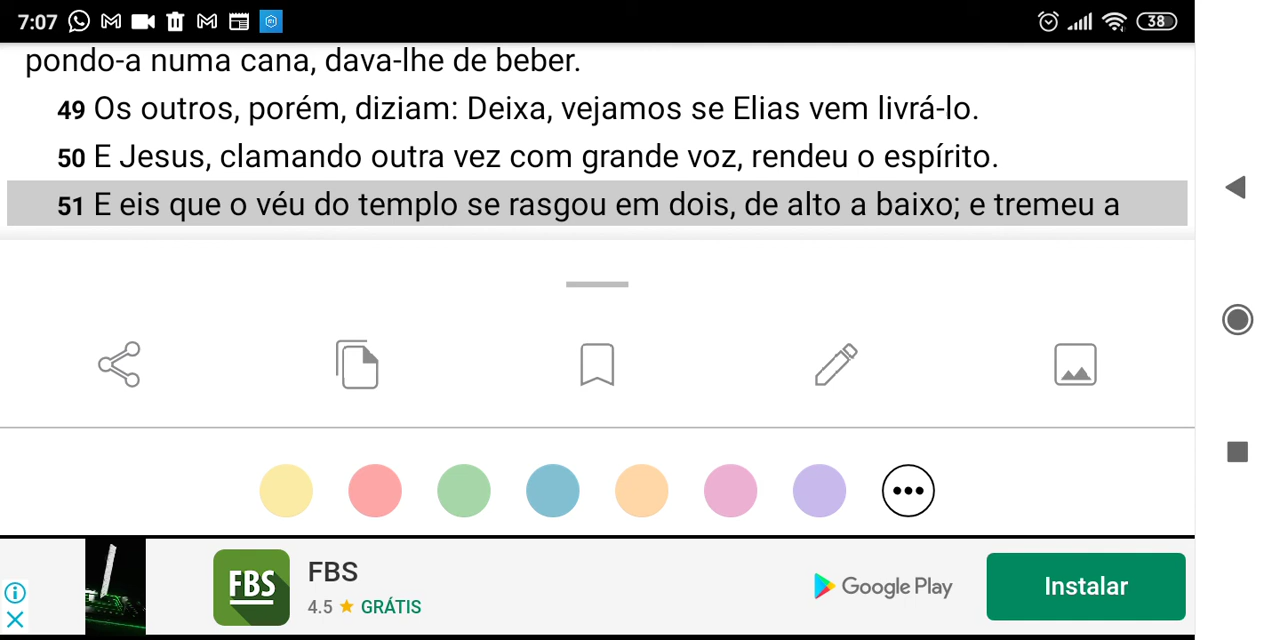 7:07
38
pondo-a numa cana, dava-lhe de beber.
49 Os outros, porém, diziam: Deixa, vejamos se Elias vem livrá-lo.
50 E Jesus, clamando outra vez com grande voz, rendeu o espírito.
51 E eis que o véu do templo se rasgou em dois, de alto a baixo; e tremeu a
FBS
FBS
4.5 ★ GRÁTIS
Google Play
Instalar